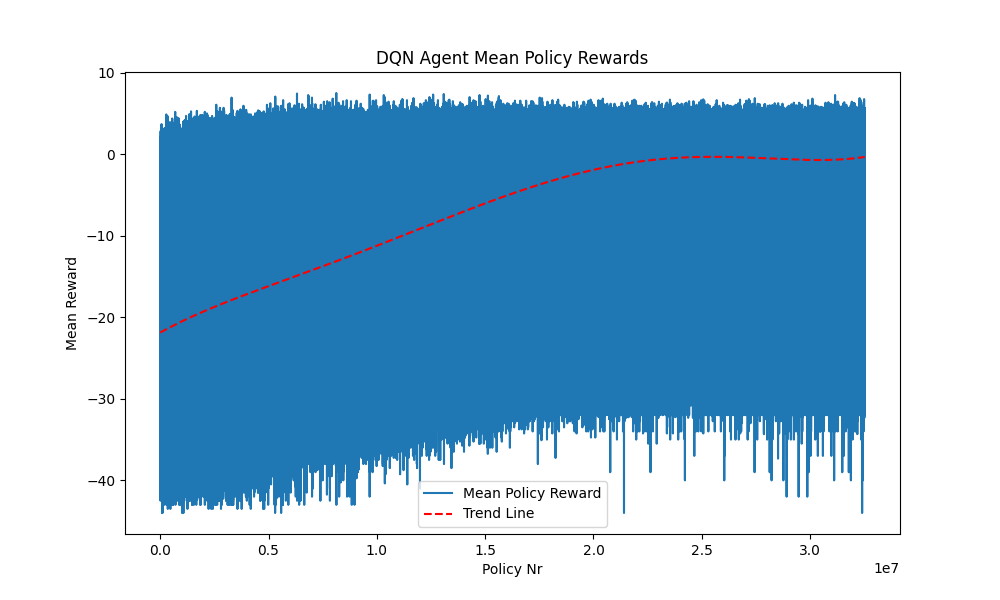 DQN Agent Mean Policy Rewards
10
0
−10
−20
−30
−40
Mean Reward
Mean Policy Reward
Trend Line
0.0 0.5 1.0 1.5 2.0 2.5 3.0
1e7
Policy Nr